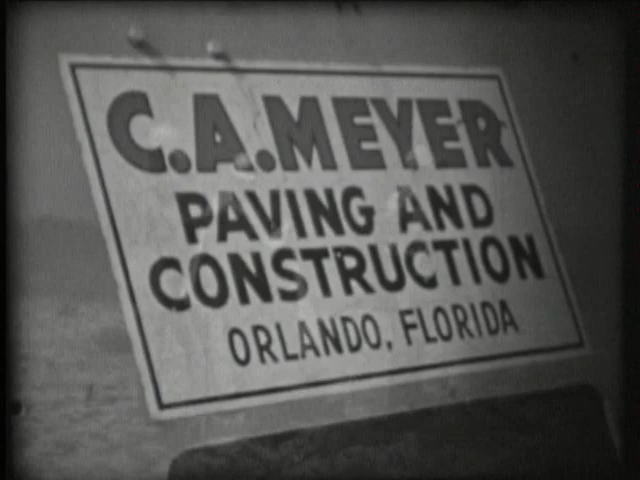 C.A.MEYER
PAVING AND
CONSTRUCTION
ORLANDO, FLORIDA